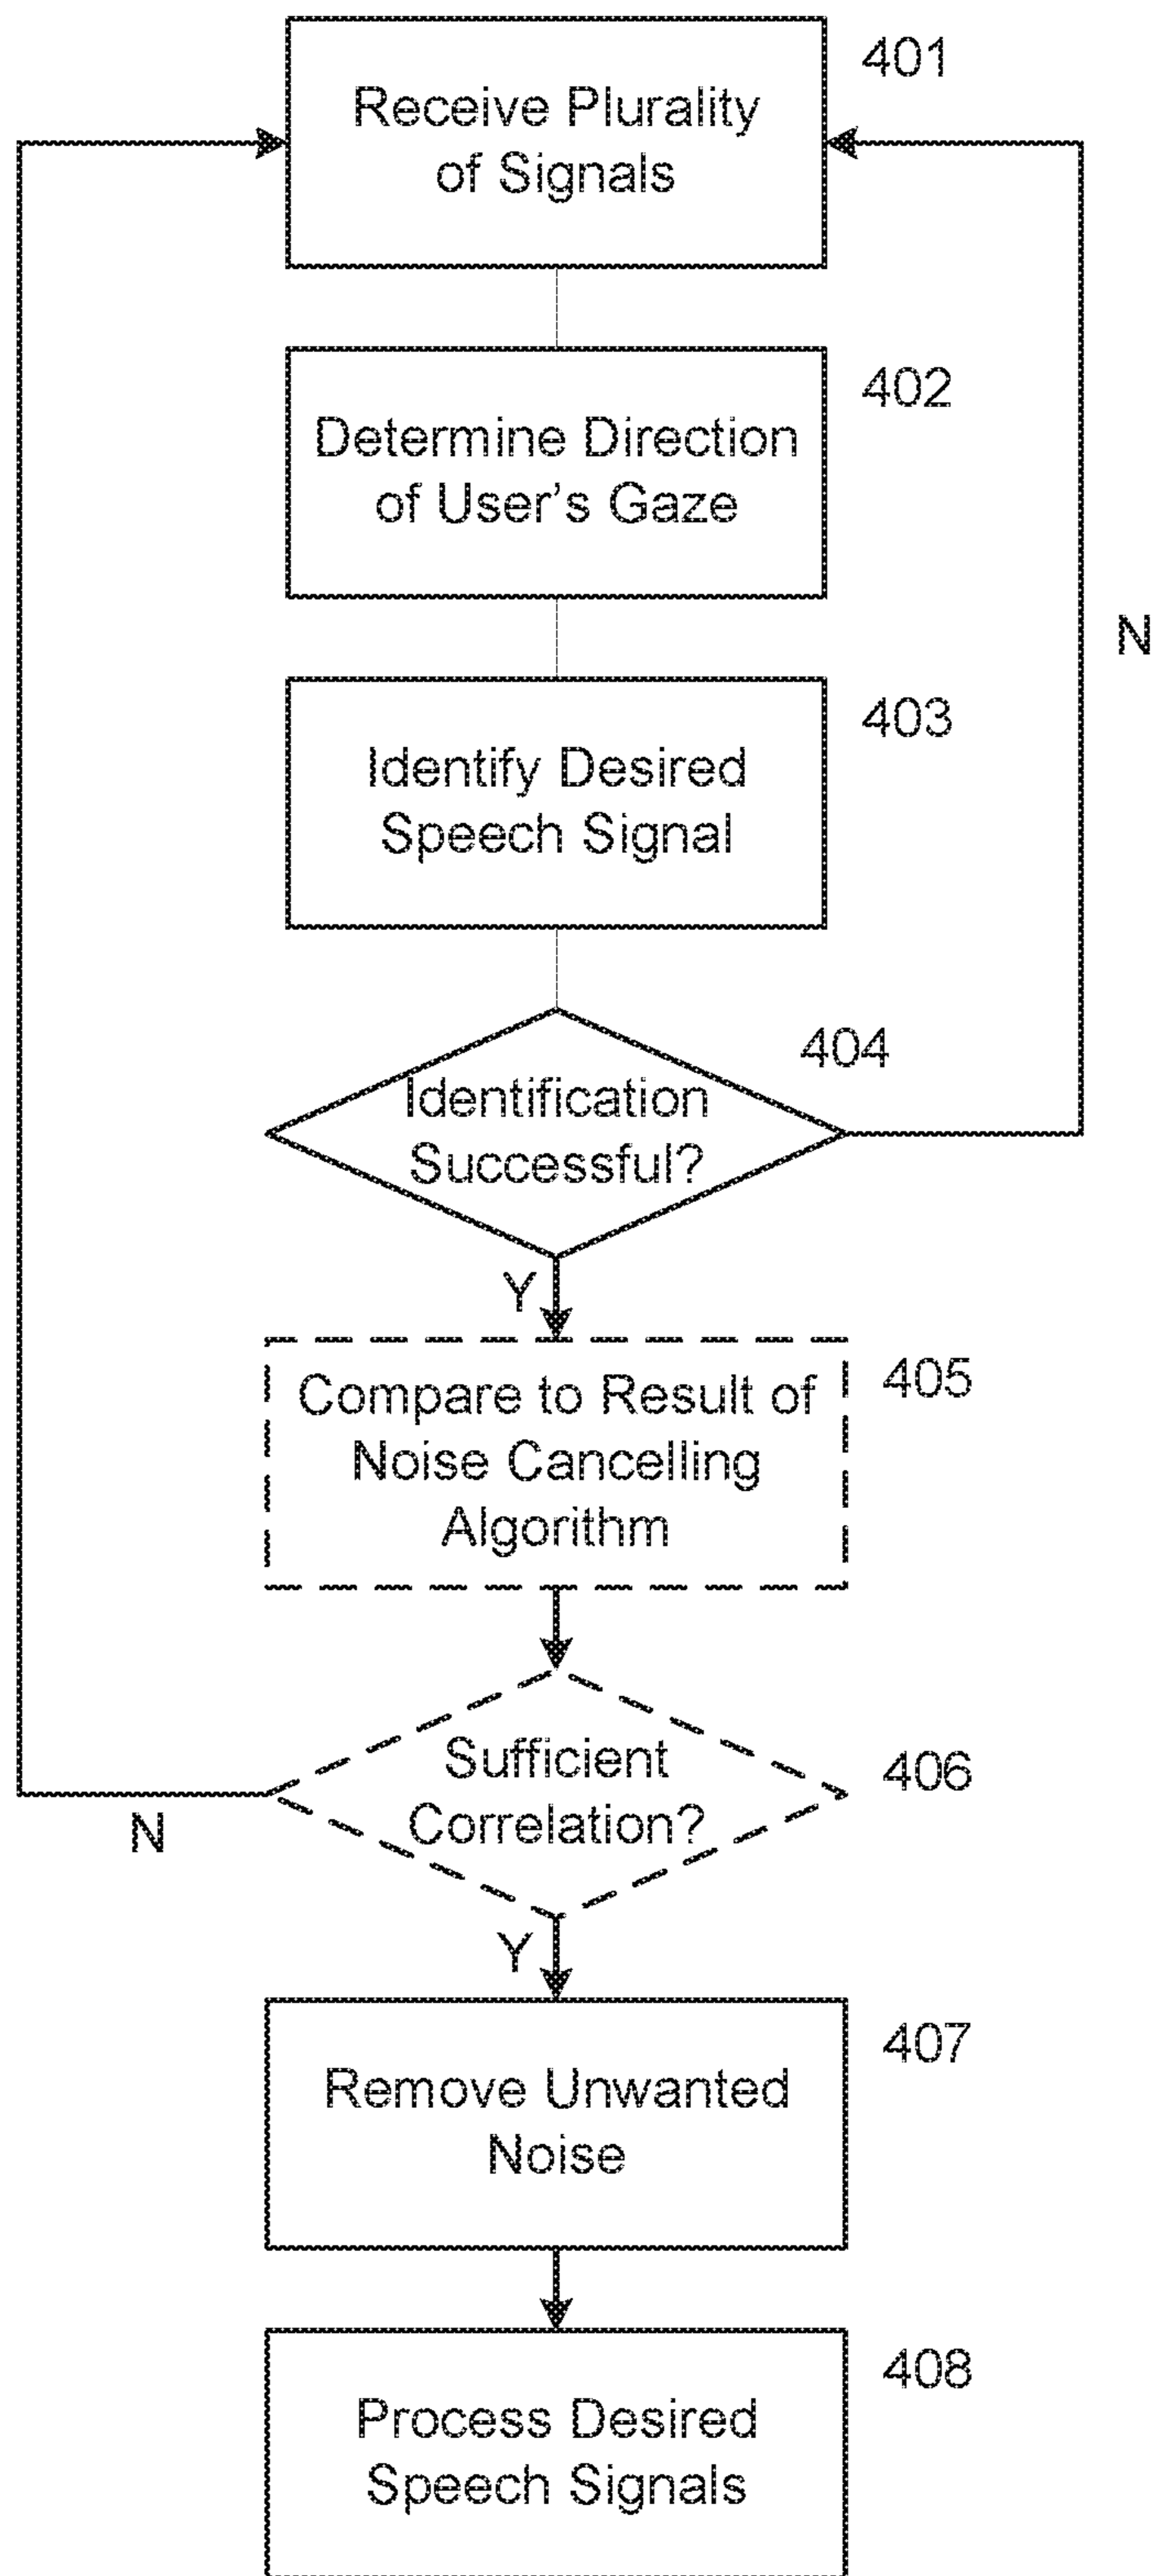 401
Receive Plurality
of Signals
402
Determine Direction
of User's Gaze
N
403
Identify Desired
Speech Signal
404
Identification
Successful?
Y
405
Compare to Result of
Noise Cancelling
Algorithm
406
Sufficient
Correlation?
N
Y
407
Remove Unwanted
Noise
408
Process Desired
Speech Signals